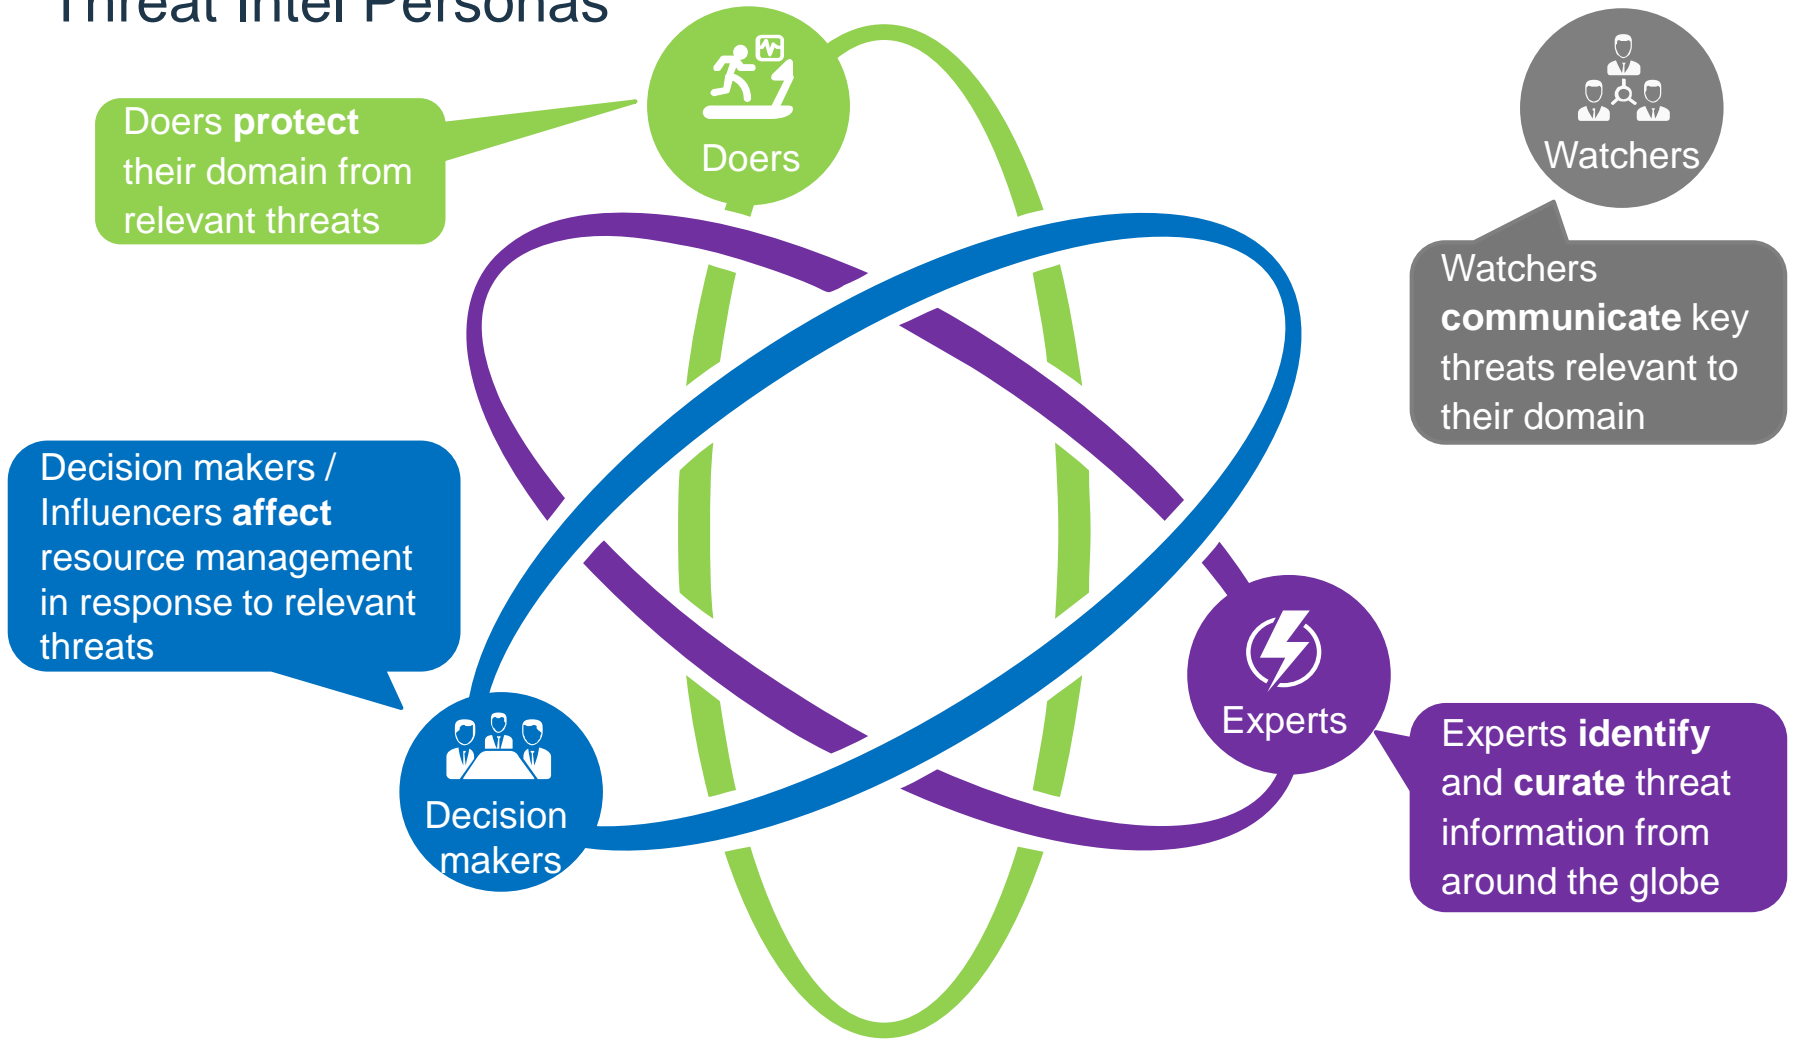 Threat Intel Personas
Doers protect
their domain from
relevant threats
Doers
Watchers
Watchers
communicate key
threats relevant to
their domain
Decision makers /
Influencers affect
resource management
in response to relevant
threats
Decision
makers
Experts
Experts identify
and curate threat
information from
around the globe